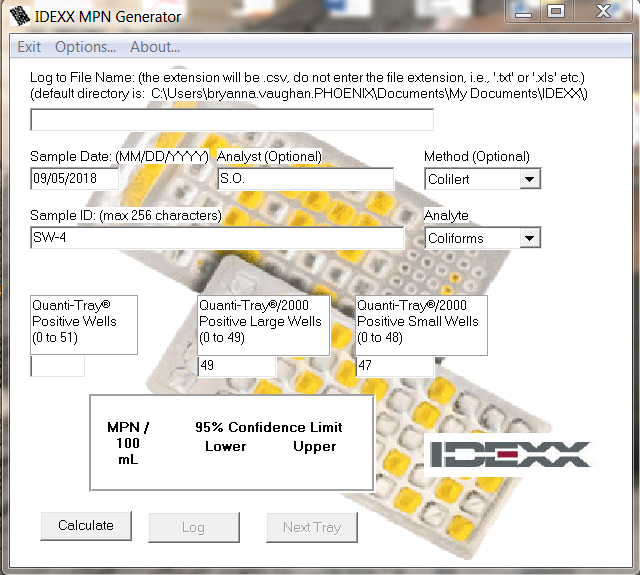 IDEXX MPN Generator
Exit Options... About...
Log to File Name: (the extension will be .csv, do not enter the file extension, i.e., '.txt' or '.xls' etc.)
(default directory is: C:\Users\bryanna.vaughan.PHOENIX\Documents\My Documents\IDEXX\)
Sample Date: (MM/DD/YYYY) Analyst (Optional) Method (Optional)
09/05/2018 S.O. Colilert
Sample ID: (max 256 characters) Analyte
SW-4 Coliforms
Quanti-Tray® Quanti-Tray®/2000 Quanti-Tray®/2000
Positive Wells Positive Large Wells Positive Small Wells
(0 to 51) (0 to 49) (0 to 48)
49 47
MPN / 95% Confidence Limit
100 Lower Upper
mL
IDEXX
Calculate Log Next Tray